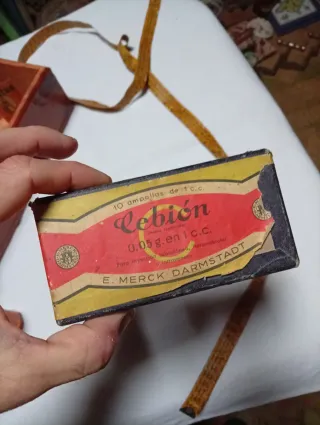 10 ampollas de 1 c.c.
Cebión
0.05 g. en 1 c.c.
E. MERCK DARMSTADT